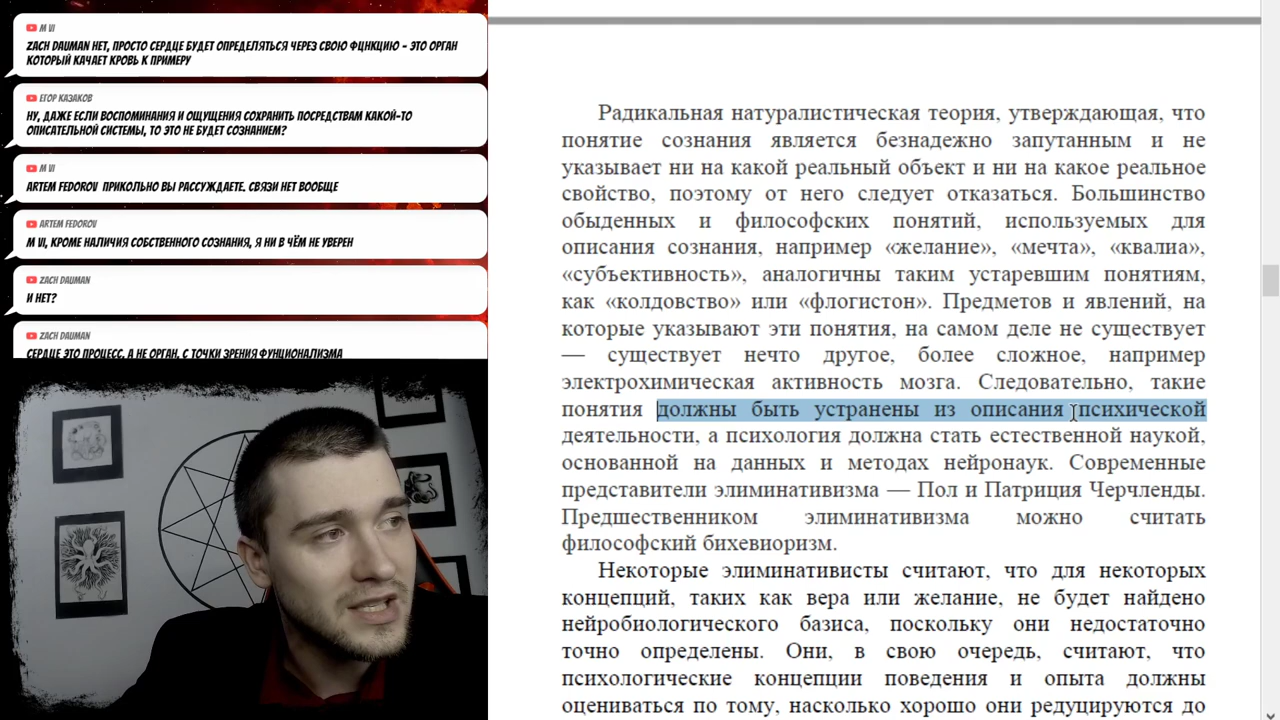 M VI
ZACH DAUMAN НЕТ, ПРОСТО СЕРДЦЕ БУДЕТ ОПРЕДЕЛЯТЬСЯ ЧЕРЕЗ СВОЮ ФЦНКЦИЮ - ЭТО ОРГАН
КОТОРЫЙ КАЧАЕТ КРОВЬ К ПРИМЕРУ
ЕГОР КАЗАКОВ
НУ, ДАЖЕ ЕСЛИ ВОСПОМИНАНИЯ И ОЩУЩЕНИЯ СОХРАНИТЬ ПОСРЕДСТВАМ КАКОЙ-ТО
ОПИСАТЕЛЬНОЙ СИСТЕМЫ, ТО ЭТО НЕ БУДЕТ СОЗНАНИЕМ?
M VI
ARTEM FEDOROV ПРИКОЛЬНО ВЫ РАССУЖДАЕТЕ. СВЯЗИ НЕТ ВООБЩЕ
ARTEM FEDOROV
M VI, КРОМЕ НАЛИЧИЯ СОБСТВЕННОГО СОЗНАНИЯ, Я НИ В ЧЁМ НЕ УВЕРЕН
ZACH DAUMAN
И НЕТ?
ZACH DAUMAN
СЕРДЦЕ ЭТО ПРОЦЕСС, А НЕ ОРГАН, С ТОЧКИ ЗРЕНИЯ ФУНЦИОНАЛИЗМА
Радикальная натуралистическая теория, утверждающая, что
понятие сознания является безнадежно запутанным и не
указывает ни на какой реальный объект и ни на какое реальное
свойство, поэтому от него следует отказаться. Большинство
обыденных и философских понятий, используемых для
описания сознания, например «желание», «мечта», «квалиа»,
«субъективность», аналогичны таким устаревшим понятиям,
как «колдовство» или «флогистон». Предметов и явлений, на
которые указывают эти понятия, на самом деле не существует
— существует нечто другое, более сложное, например
электрохимическая активность мозга. Следовательно, такие
понятия должны быть устранены из описания психической
деятельности, а психология должна стать естественной наукой,
основанной на данных и методах нейронаук. Современные
представители элиминативизма — Пол и Патриция Черчленды.
Предшественником элиминативизма можно считать
философский бихевиоризм.
Некоторые элиминативисты считают, что для некоторых
концепций, таких как вера или желание, не будет найдено
нейробиологического базиса, поскольку они недостаточно
точно определены. Они, в свою очередь, считают, что
психологические концепции поведения и опыта должны
оцениваться по тому, насколько хорошо они редуцируются до